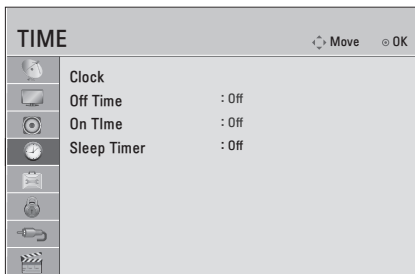 TIME
Move OK
Clock
Off Time : Off
On TIme : Off
Sleep Timer : Off